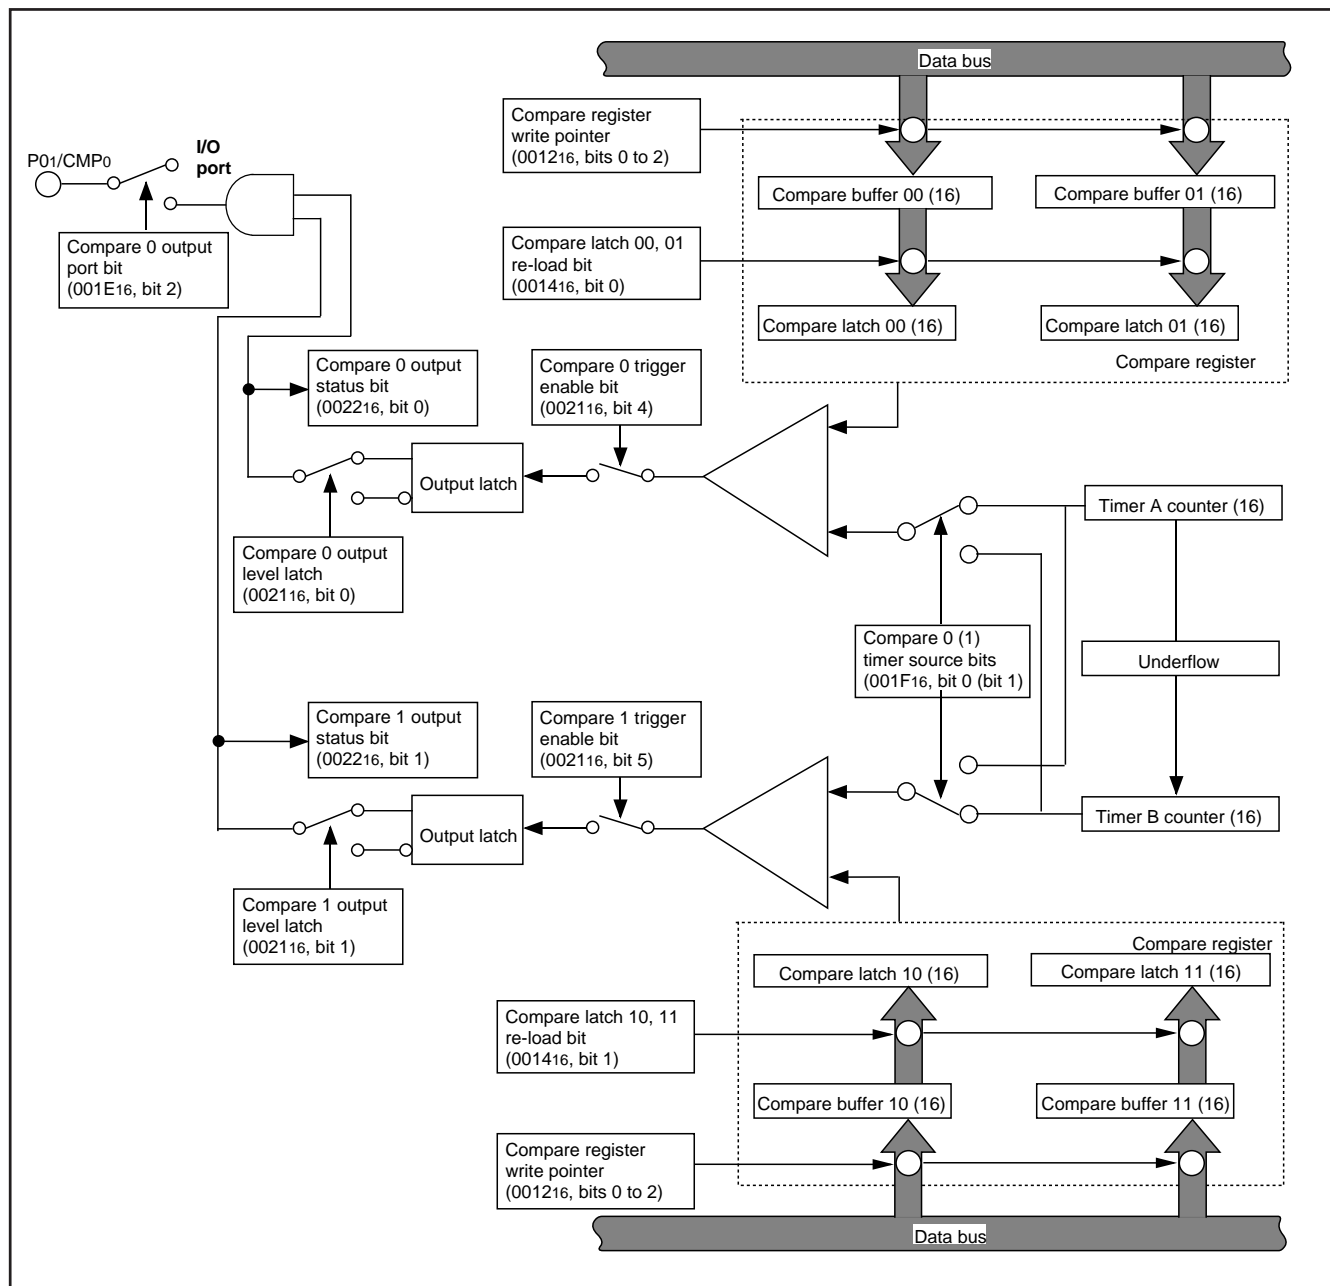 Data bus
Compare register
write pointer
(001216, bits 0 to 2)
I/O
port
P01/CMP0
Compare buffer 00 (16)
Compare buffer 01 (16)
Compare 0 output
port bit
(001E16, bit 2)
Compare latch 00, 01
re-load bit
(001416, bit 0)
Compare latch 00 (16)
Compare latch 01 (16)
Compare register
Compare 0 output
status bit
(002216, bit 0)
Compare 0 trigger
enable bit
(002116, bit 4)
Output latch
Timer A counter (16)
Compare 0 output
level latch
(002116, bit 0)
Compare 0 (1)
timer source bits
(001F16, bit 0 (bit 1)
Underflow
Compare 1 output
status bit
(002216, bit 1)
Compare 1 trigger
enable bit
(002116, bit 5)
Output latch
Timer B counter (16)
Compare 1 output
level latch
(002116, bit 1)
Compare register
Compare latch 10 (16)
Compare latch 11 (16)
Compare latch 10, 11
re-load bit
(001416, bit 1)
Compare buffer 10 (16)
Compare buffer 11 (16)
Compare register
write pointer
(001216, bits 0 to 2)
Data bus